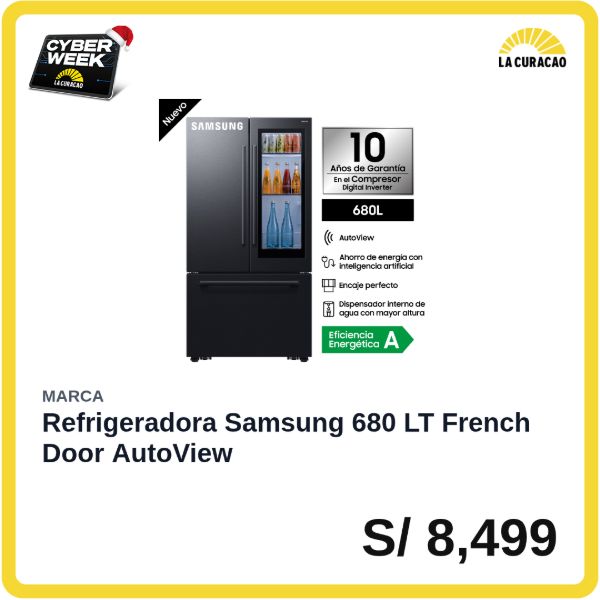 CYBER
WEEK
LA CURACAO
LA CURACAO
Nuevo
SAMSUNG
10
Años de Garantía
En el Compresor
Digital Inverter
680L
AutoView
Ahorro de energía con
inteligencia artificial
Encaje perfecto
Dispensador interno de
agua con mayor altura
Eficiencia
Energética A
MARCA
Refrigeradora Samsung 680 LT French
Door AutoView
S/ 8,499